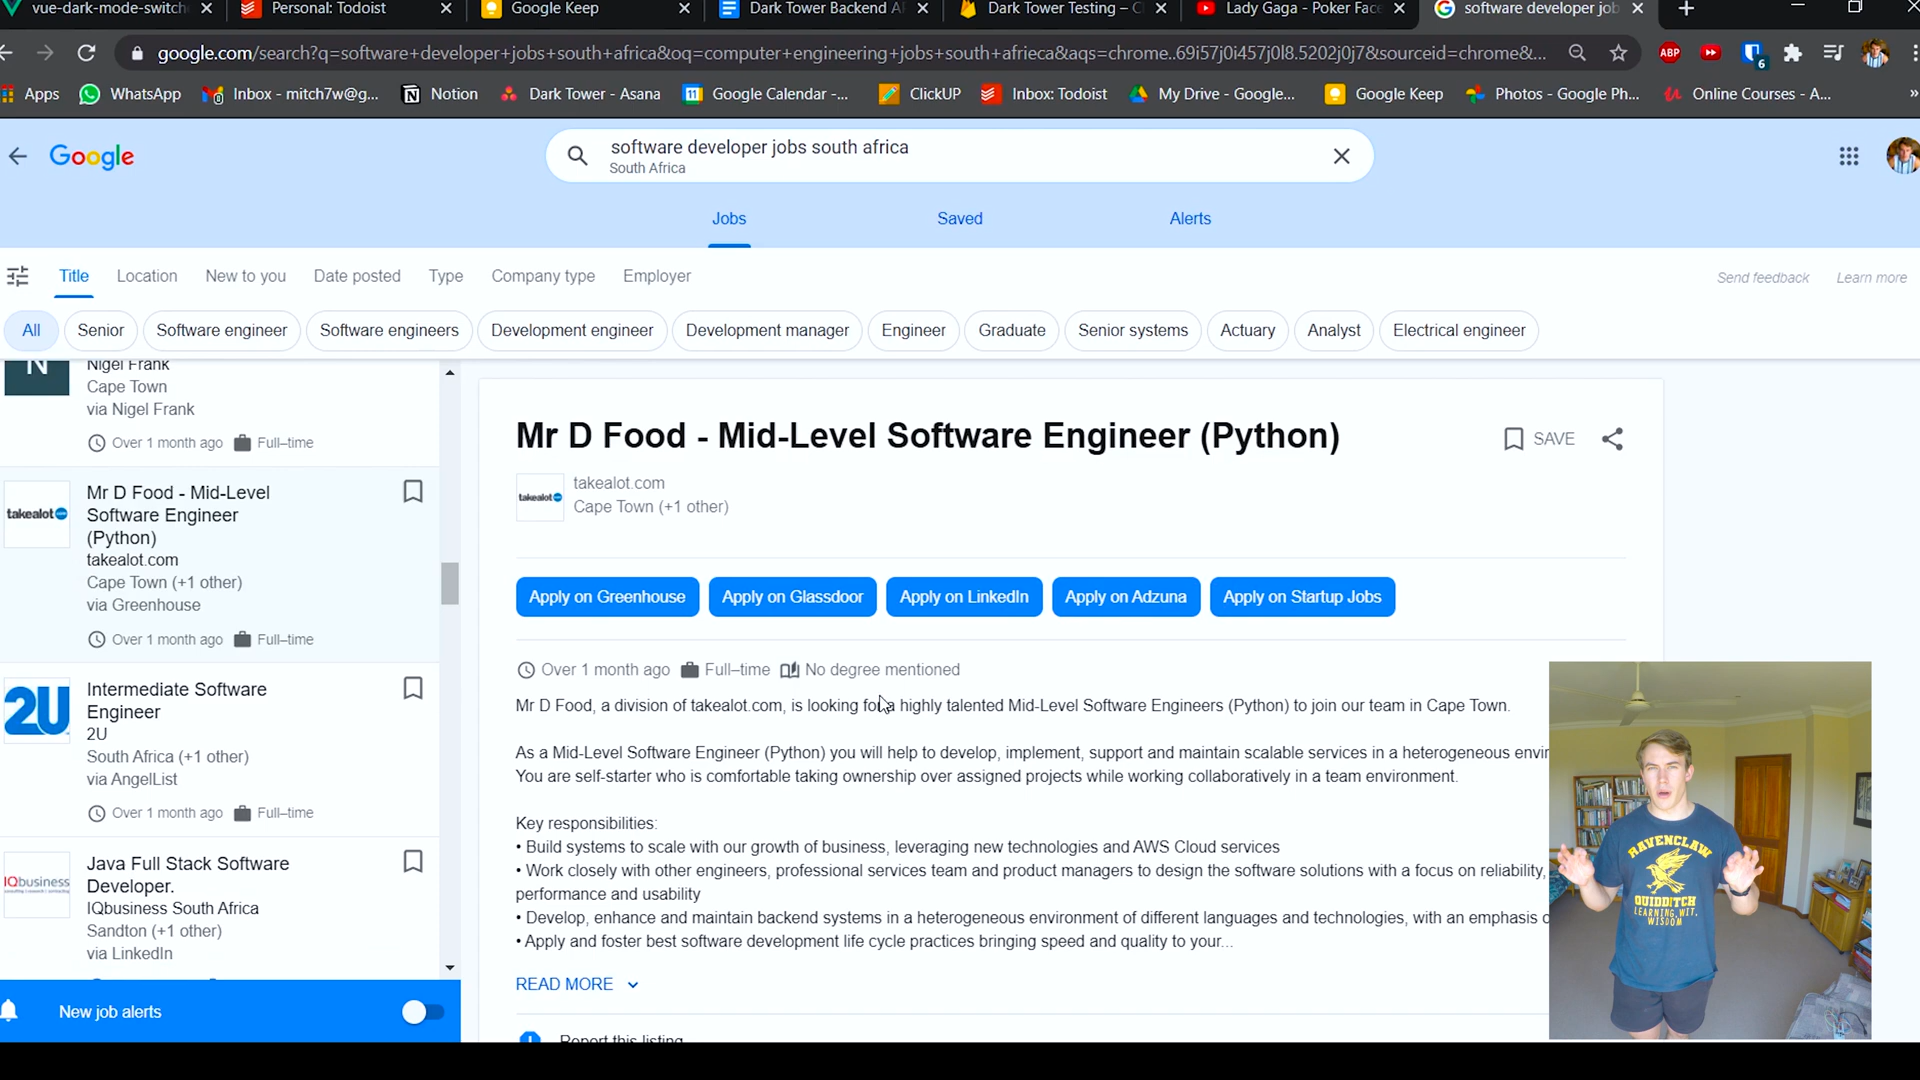 vue-dark-mode-switch
Personal: Todoist
Google Keep
Dark Tower Backend A
Dark Tower Testing – C
Lady Gaga - Poker Fac
software developer job
google.com/search?q=software+developer+jobs+south+africa&oq=computer+engineering+jobs+south+afrieca&aqs=chrome..69i57j0i457j0l8.5202j0j7&sourceid=chrome&...
ABP
6
Apps
WhatsApp
Inbox - mitch7w@g...
Notion
Dark Tower - Asana
11
Google Calendar -...
ClickUP
Inbox: Todoist
My Drive - Google...
Google Keep
Photos - Google Ph...
Online Courses - A...
»
Google
software developer jobs south africa
South Africa
Jobs
Saved
Alerts
Title
Location
New to you
Date posted
Type
Company type
Employer
Send feedback
Learn more
All
Senior
Software engineer
Software engineers
Development engineer
Development manager
Engineer
Graduate
Senior systems
Actuary
Analyst
Electrical engineer
N
Nigel Frank
Cape Town
via Nigel Frank
Over 1 month ago
Full–time
takealot
Mr D Food - Mid-Level
Software Engineer
(Python)
takealot.com
Cape Town (+1 other)
via Greenhouse
Over 1 month ago
Full–time
2U
Intermediate Software
Engineer
2U
South Africa (+1 other)
via AngelList
Over 1 month ago
Full–time
IQbusiness
Java Full Stack Software
Developer.
IQbusiness South Africa
Sandton (+1 other)
via LinkedIn
New job alerts
Mr D Food - Mid-Level Software Engineer (Python)
SAVE
takealot
takealot.com
Cape Town (+1 other)
Apply on Greenhouse
Apply on Glassdoor
Apply on LinkedIn
Apply on Adzuna
Apply on Startup Jobs
Over 1 month ago
Full–time
No degree mentioned
Mr D Food, a division of takealot.com, is looking for a highly talented Mid-Level Software Engineers (Python) to join our team in Cape Town.
As a Mid-Level Software Engineer (Python) you will help to develop, implement, support and maintain scalable services in a heterogeneous envir
You are self-starter who is comfortable taking ownership over assigned projects while working collaboratively in a team environment.
Key responsibilities:
• Build systems to scale with our growth of business, leveraging new technologies and AWS Cloud services
• Work closely with other engineers, professional services team and product managers to design the software solutions with a focus on reliability,
performance and usability
• Develop, enhance and maintain backend systems in a heterogeneous environment of different languages and technologies, with an emphasis o
• Apply and foster best software development life cycle practices bringing speed and quality to your...
READ MORE
Report this listing
RAVENCLAW
QUIDDITCH
LEARNING, WIT,
WISDOM